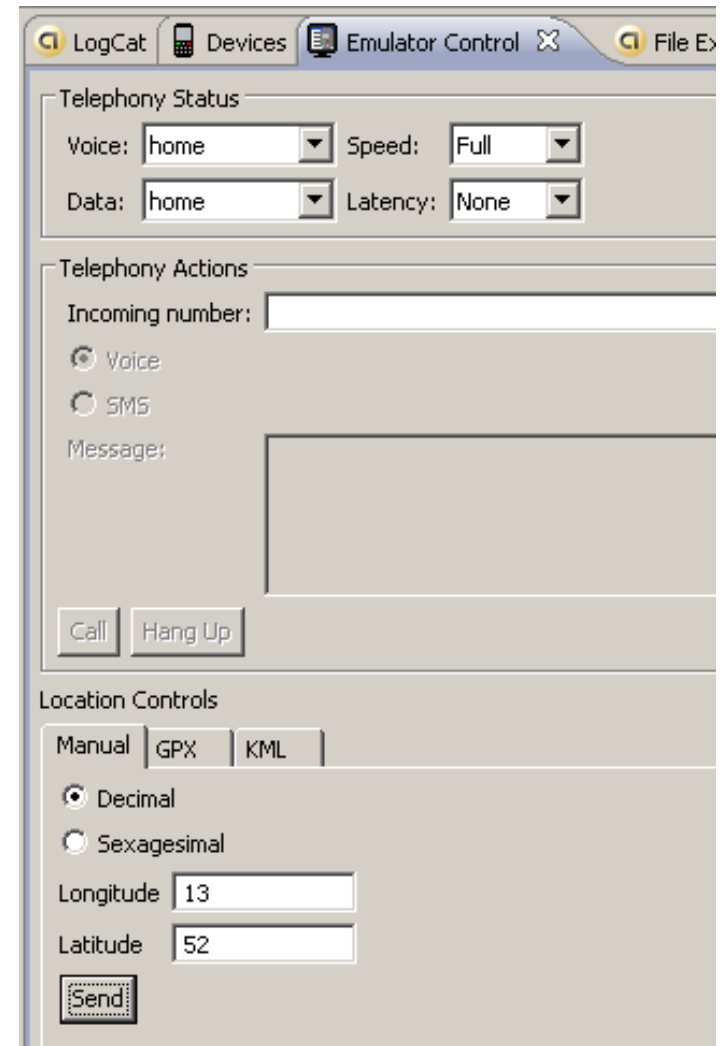 LogCat Devices Emulator Control File Ex
Telephony Status
Voice: home Speed: Full
Data: home Latency: None
Telephony Actions
Incoming number:
Voice
SMS
Message:
Call Hang Up
Location Controls
Manual GPX KML
Decimal
Sexagesimal
Longitude 13
Latitude 52
Send